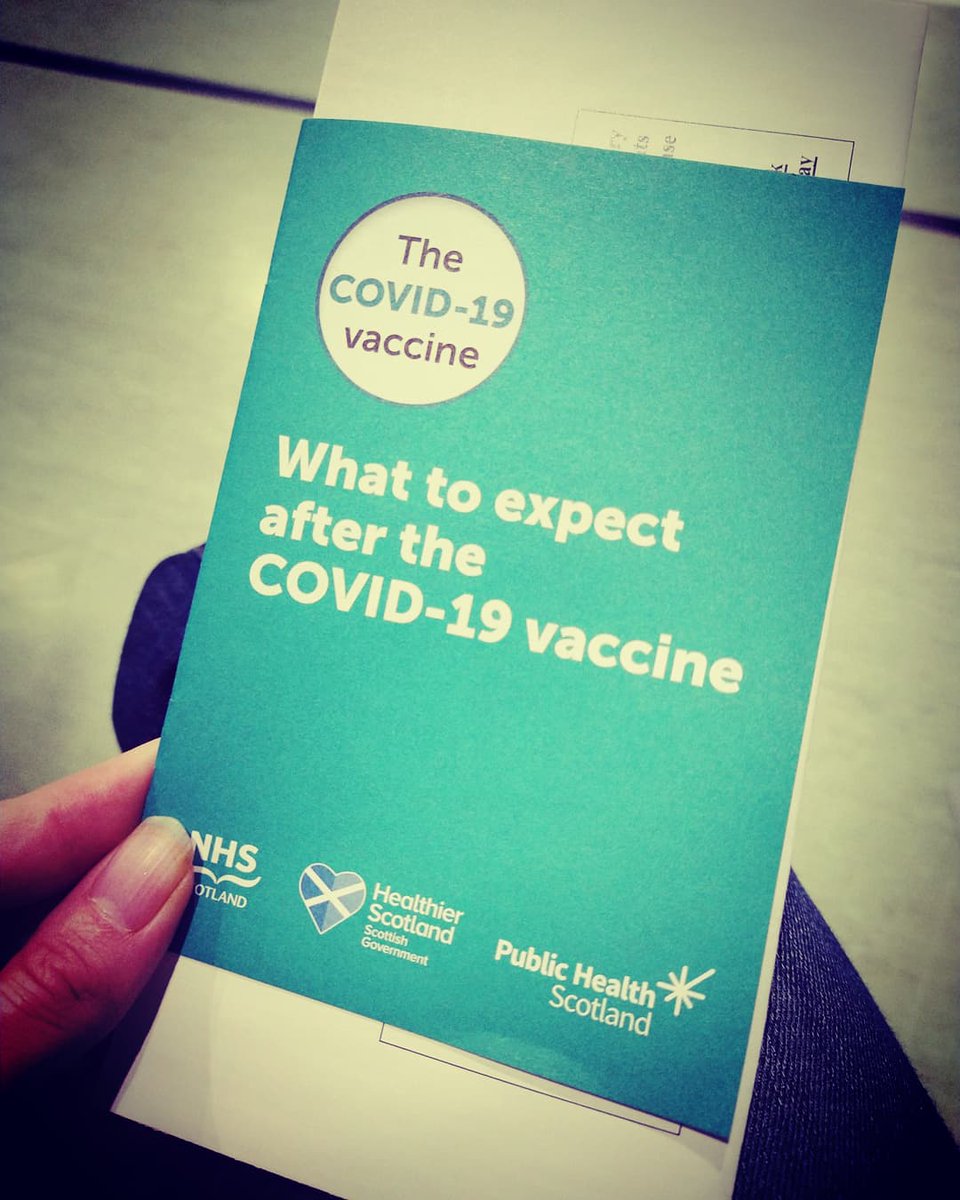 The
COVID-19
vaccine
What to expect
after the
COVID-19 vaccine
NHS
OTLAND
Healthier
Scotland
Scottish
Government
Public Health
Scotland